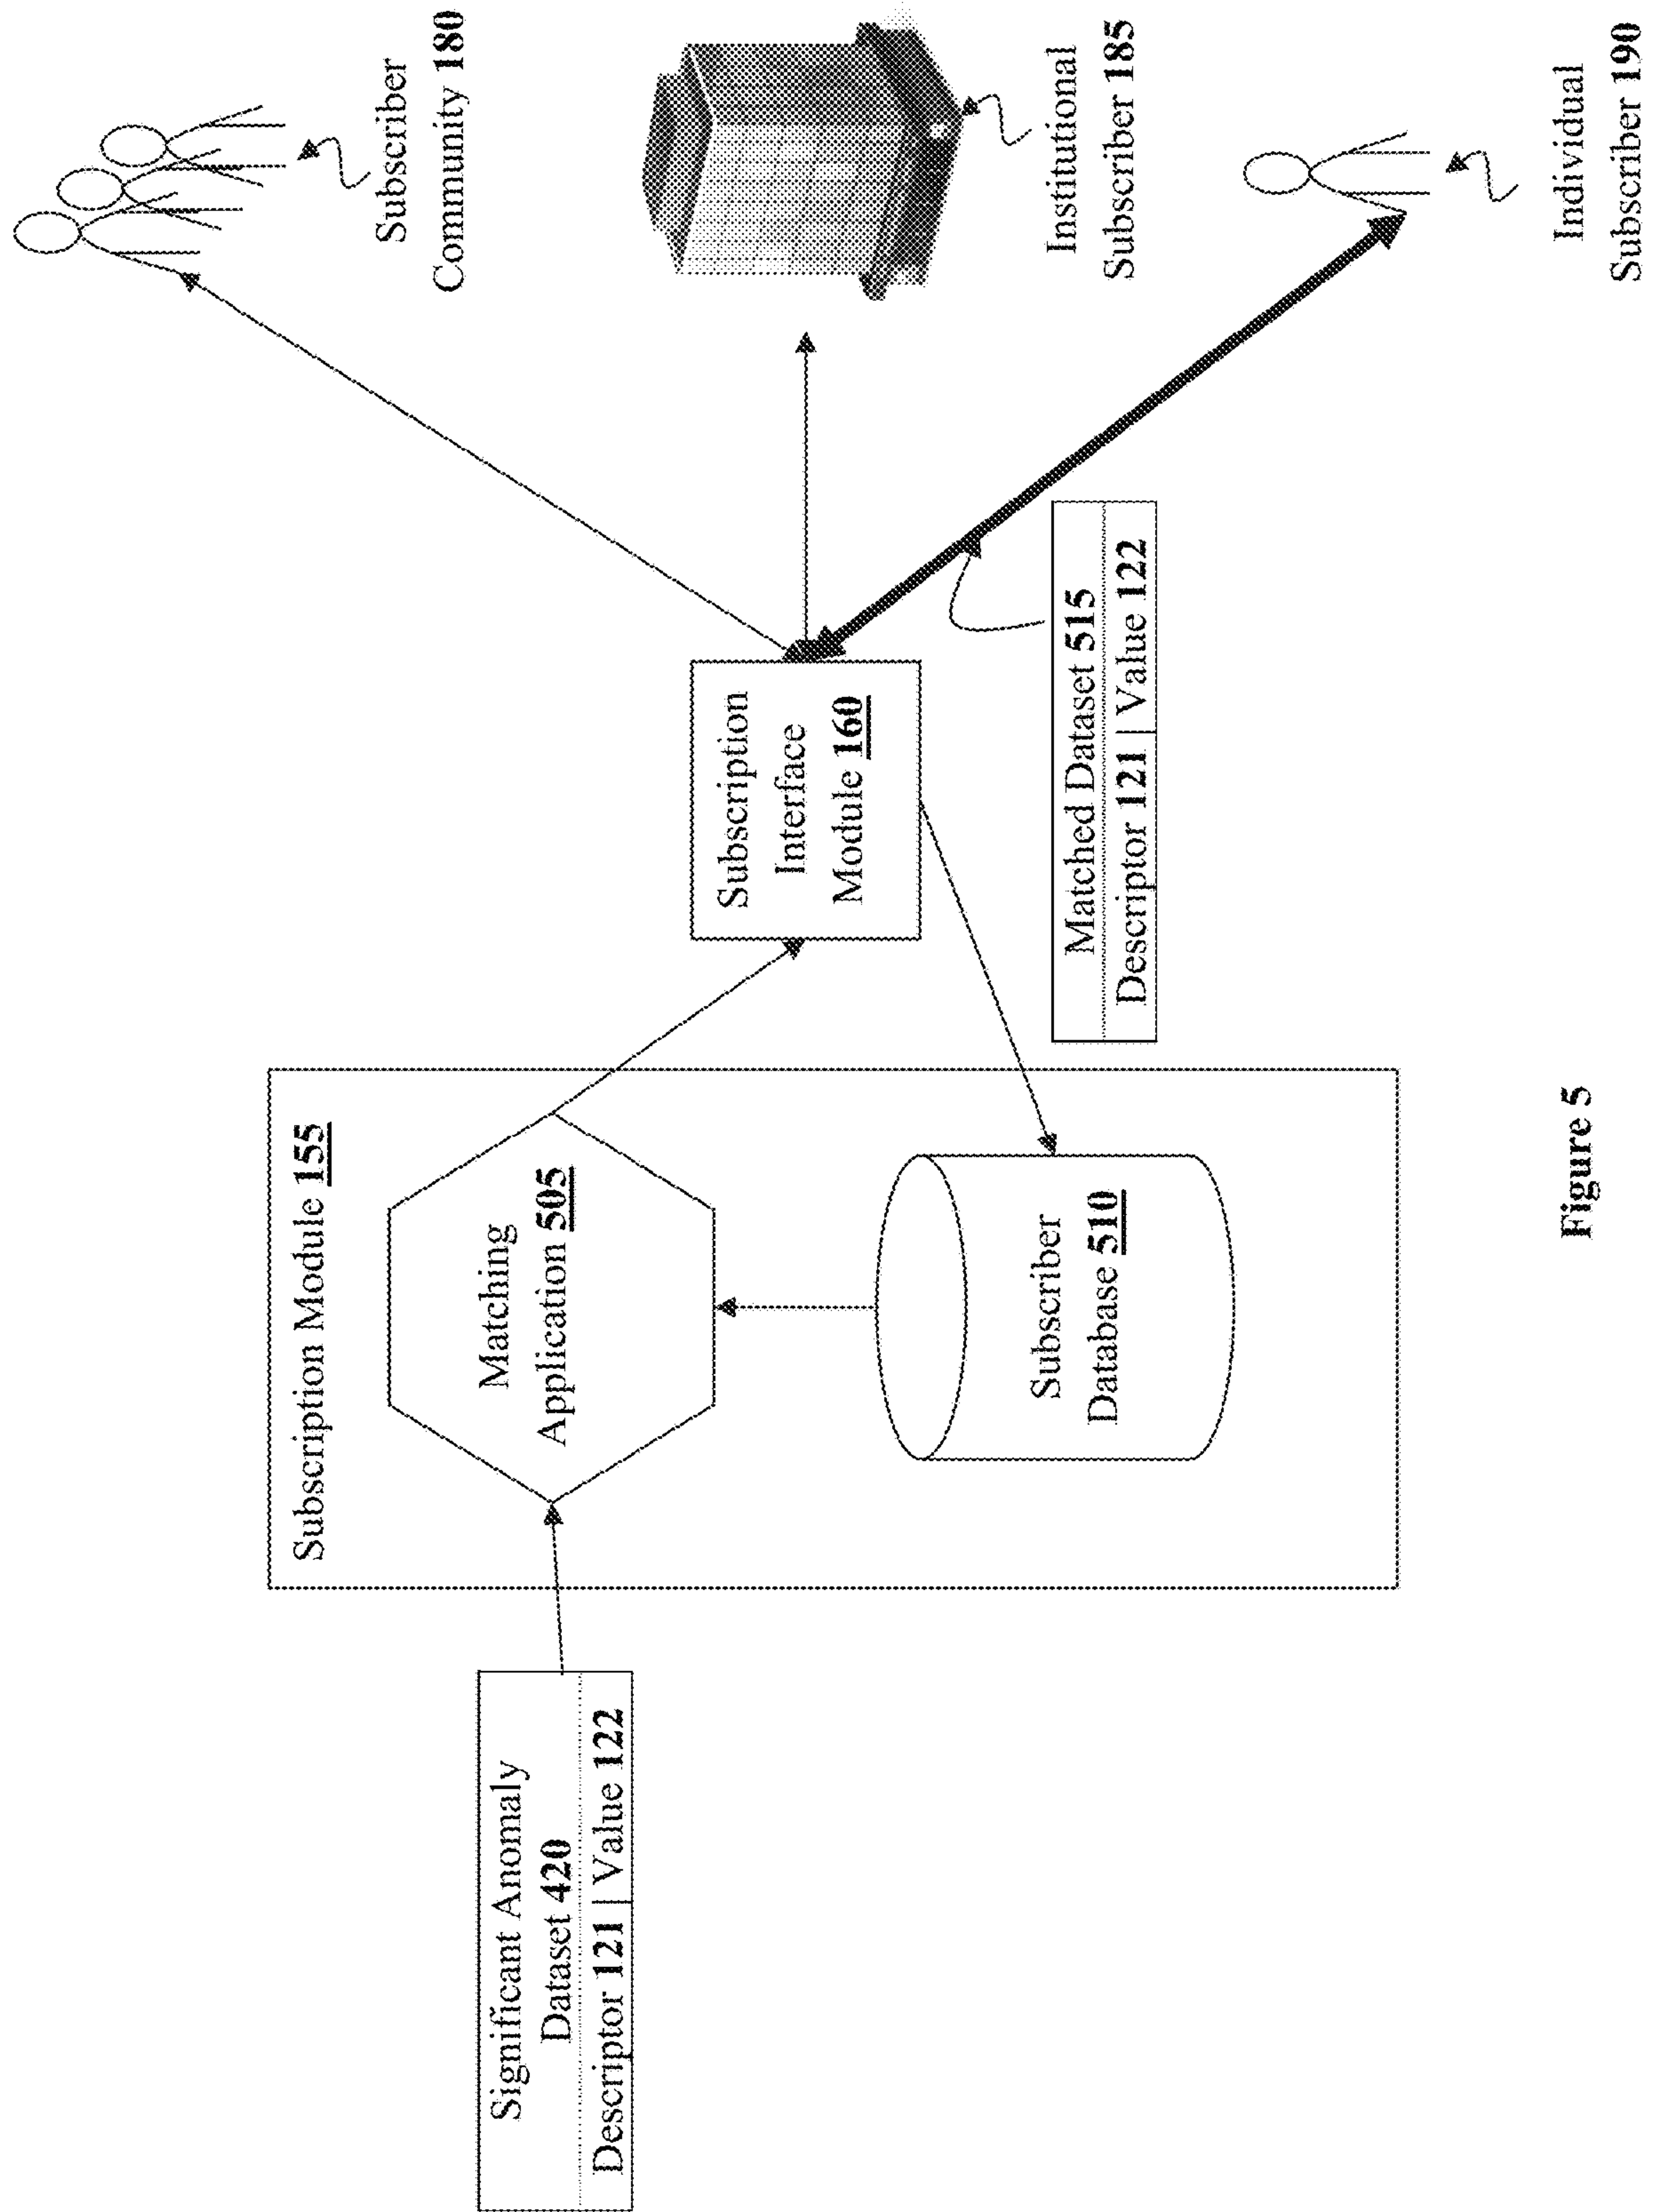 Significant Anomaly
Dataset 420
Descriptor 121 | Value 122
Subscription Module 155
Matching
Application 505
Subscriber
Database 510
Subscription
Interface
Module 160
Matched Dataset 515
Descriptor 121 | Value 122
Subscriber
Community 180
Institutional
Subscriber 185
Individual
Subscriber 190
Figure 5